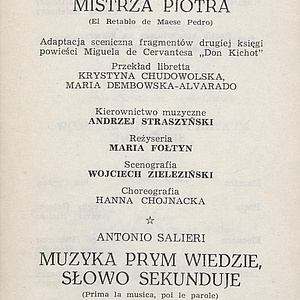 MISTRZA PIOTRA
(El Retablo de Maese Pedro)
Adaptacja sceniczna fragmentów drugiej księgi
powieści Miguela de Cervantesa „Don Kichot"
Przekład libretta
KRYSTYNA CHUDOWOLSKA,
MARIA DEMBOWSKA-ALVARADO
Kierownictwo muzyczne
ANDRZEJ STRASZYŃSKI
Reżyseria
MARIA FOŁTYN
Scenografia
WOJCIECH ZIELEZIŃSKI
Choreografia
HANNA CHOJNACKA
☆
ANTONIO SALIERI
MUZYKA PRYM WIEDZIE,
SŁOWO SEKUNDUJE
(Prima la musica, poi le parole)